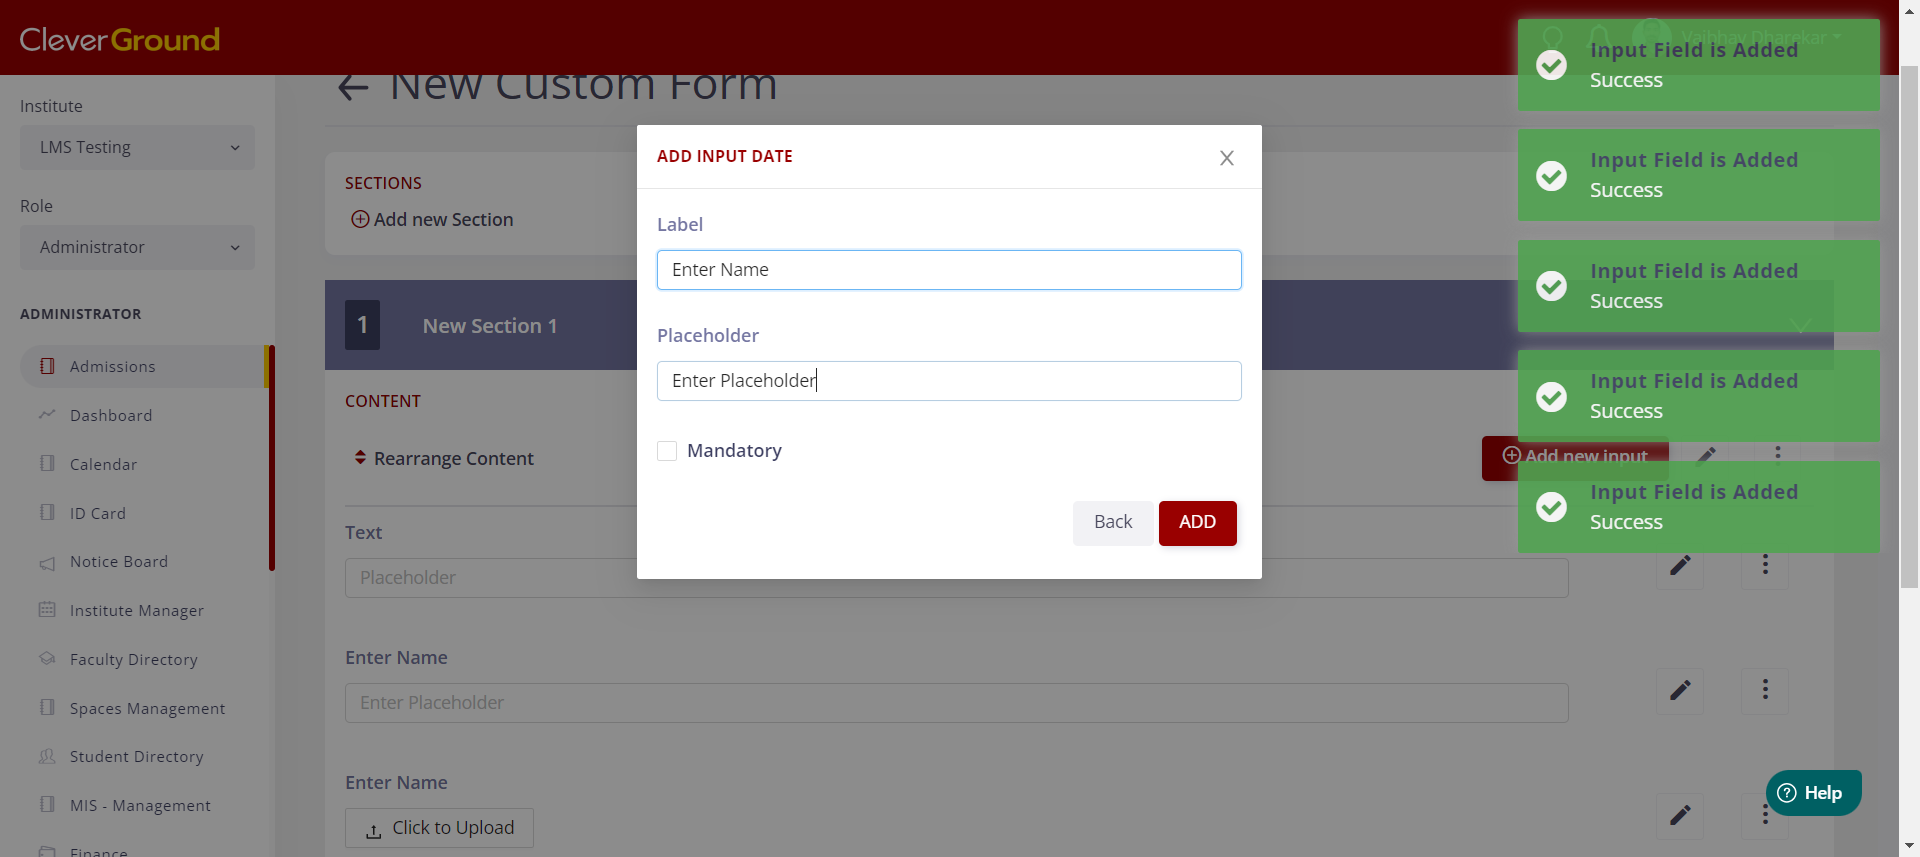 CleverGround
Vaibhav Dharekar
Institute
LMS Testing
Role
Administrator
ADMINISTRATOR
Admissions
Dashboard
Calendar
ID Card
Notice Board
Institute Manager
Faculty Directory
Spaces Management
Student Directory
MIS - Management
Finance
New Custom Form
SECTIONS
Add new Section
1
New Section 1
CONTENT
Rearrange Content
Add new input
Text
Placeholder
Enter Name
Enter Placeholder
Enter Name
Click to Upload
ADD INPUT DATE
Label
Enter Name
Placeholder
Enter Placeholder
Mandatory
Back
ADD
Input Field is Added
Success
Input Field is Added
Success
Input Field is Added
Success
Input Field is Added
Success
Input Field is Added
Success
Help